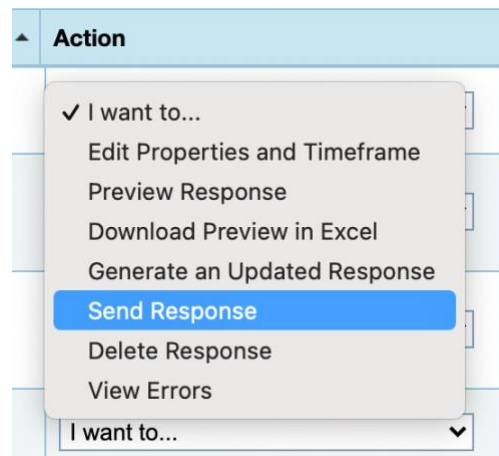 Action
✓ I want to...
Edit Properties and Timeframe
Preview Response
Download Preview in Excel
Generate an Updated Response
Send Response
Delete Response
View Errors
I want to...